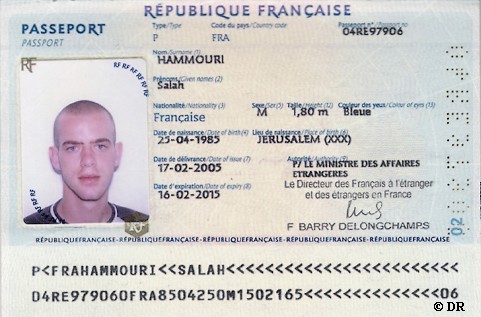 RÉPUBLIQUE FRANÇAISE
PASSEPORT
PASSPORT
Type/Type
Code du pays/Country code
Passeport n°/Passport no
P
FRA
04RE97906
Nom/Surname (1)
HAMMOURI
Prénoms/Given names (2)
Salah
Nationalité/Nationality (3)
Sexe/Sex (5)
Taille/Height (12)
Couleur des yeux/Colour of eyes (13)
Française
M
1,80 m
Bleue
Date de naissance/Date of birth (4)
Lieu de naissance/Place of birth (6)
25-04-1985
JERUSALEM (XXX)
Date de délivrance/Date of issue (7)
Autorité/Authority (9)
17-02-2005
P/ LE MINISTRE DES AFFAIRES
ETRANGERES
Date d'expiration/Date of expiry (8)
Le Directeur des Français à l'étranger
16-02-2015
et des étrangers en France
F BARRY DELONGCHAMPS
RF RF RF RF RF RF
RF
RF
02
RÉPUBLIQUEFRANÇAISE-RÉPUBLIQUEFRANÇAISE-RÉPUBLIQUEFRANÇAISE-RÉPUBLIQUEFRANÇAISE
P<FRAHAMMOURI<<SALAH<<<<<<<<<<<<<<<<<<<<<<<<
04RE979060FRA8504250M1502165<<<<<<<<<<<<<<06
© DR